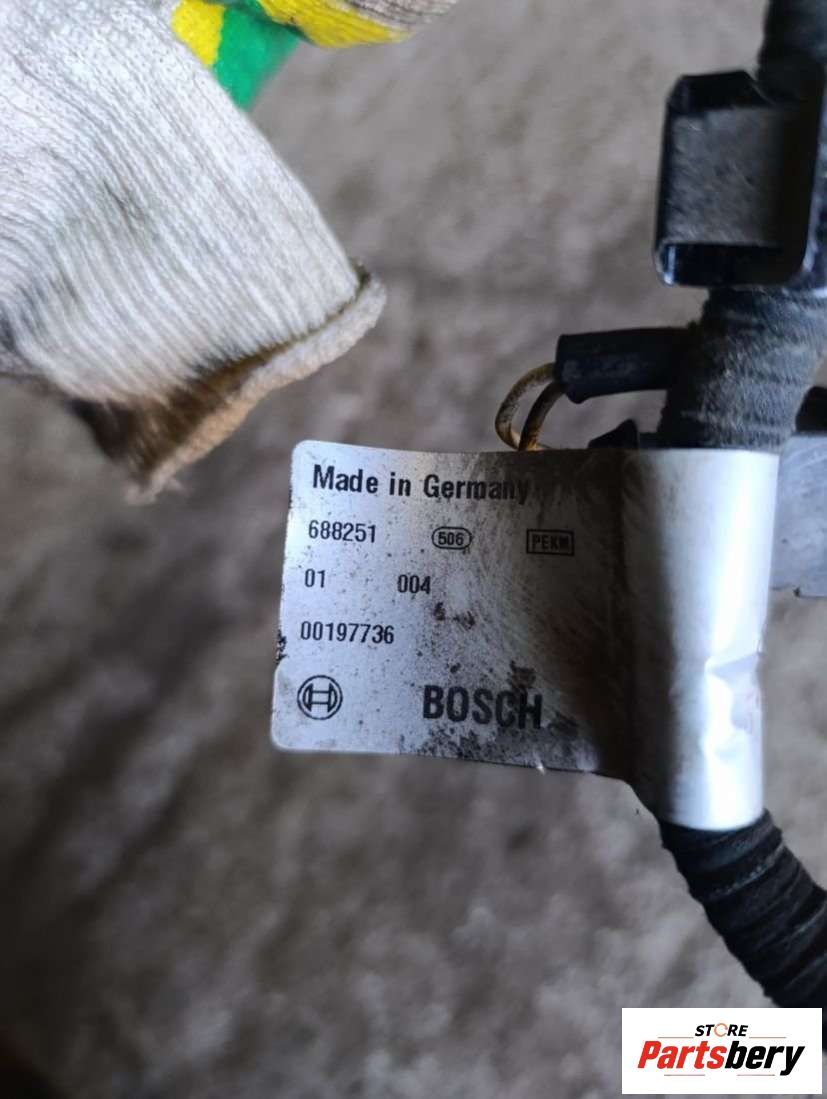 Made in Germany
688251 506 PEKM
01 004
00197736
BOSCH
STORE
Partsbery